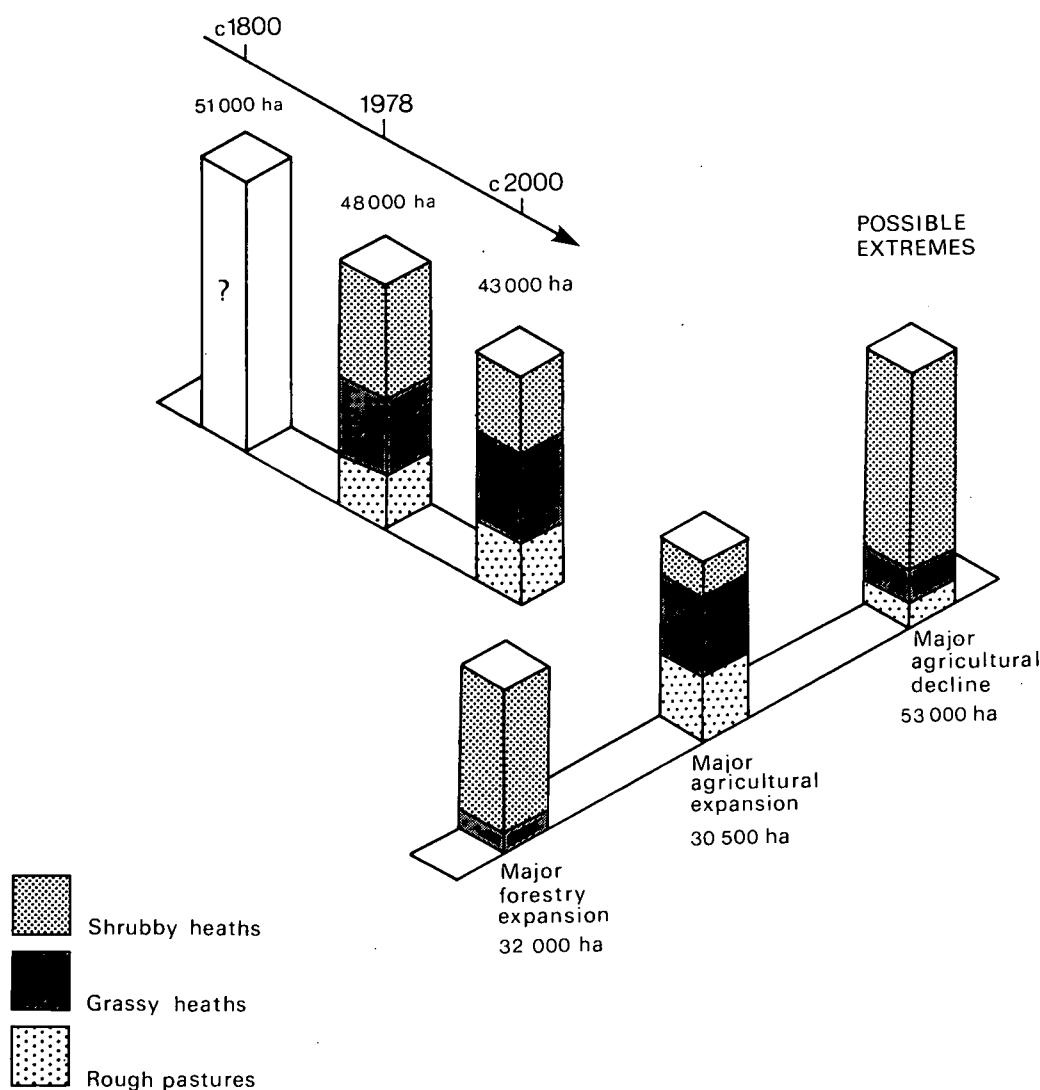 c1800
51000 ha
1978
48000 ha
c2000
43000 ha
?
POSSIBLE
EXTREMES
Major
agricultural
decline
53 000 ha
Major
agricultural
expansion
30 500 ha
Major
forestry
expansion
32 000 ha
Shrubby heaths
Grassy heaths
Rough pastures